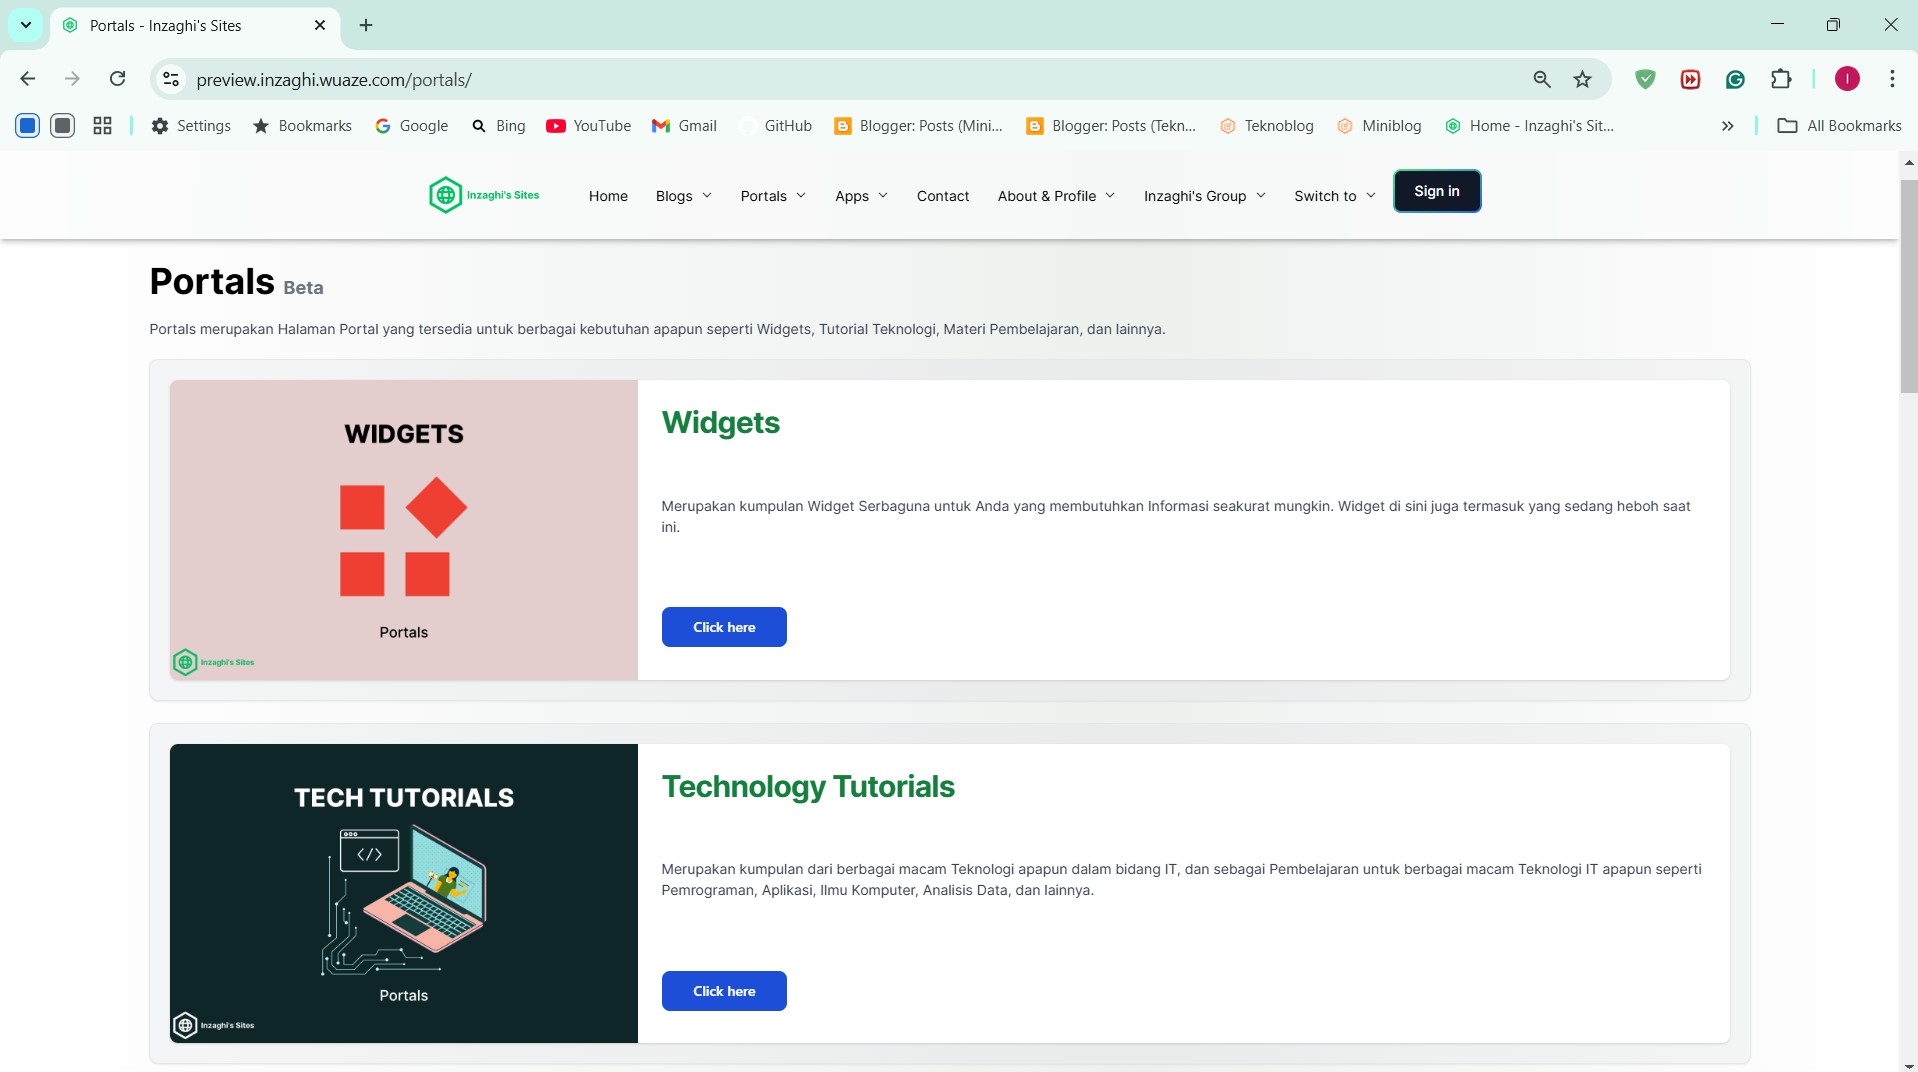 Portals - Inzaghi's Sites
preview.inzaghi.wuaze.com/portals/
I
Settings Bookmarks Google Bing YouTube Gmail GitHub Blogger: Posts (Mini... Blogger: Posts (Tekn... Teknoblog Miniblog Home - Inzaghi's Sit... All Bookmarks
Inzaghi's Sites Home Blogs Portals Apps Contact About & Profile Inzaghi's Group Switch to Sign in
Portals Beta
Portals merupakan Halaman Portal yang tersedia untuk berbagai kebutuhan apapun seperti Widgets, Tutorial Teknologi, Materi Pembelajaran, dan lainnya.
WIDGETS
Portals
Inzaghi's Sites
Widgets
Merupakan kumpulan Widget Serbaguna untuk Anda yang membutuhkan Informasi seakurat mungkin. Widget di sini juga termasuk yang sedang heboh saat
ini.
Click here
TECH TUTORIALS
</>
Portals
Inzaghi's Sites
Technology Tutorials
Merupakan kumpulan dari berbagai macam Teknologi apapun dalam bidang IT, dan sebagai Pembelajaran untuk berbagai macam Teknologi IT apapun seperti
Pemrograman, Aplikasi, Ilmu Komputer, Analisis Data, dan lainnya.
Click here